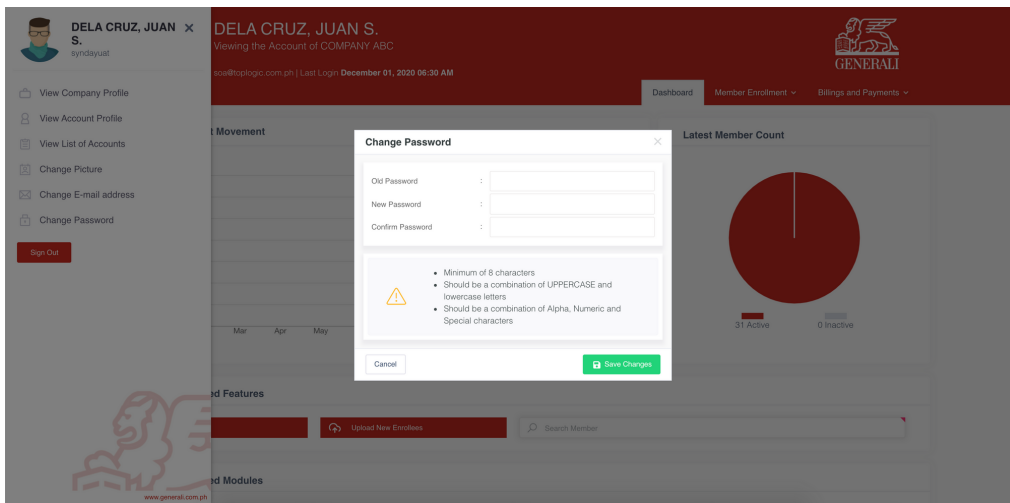 DELA CRUZ, JUAN
S.
syndayuat
View Company Profile
View Account Profile
View List of Accounts
Change Picture
Change E-mail address
Change Password
Sign Out
www.generali.com.ph
DELA CRUZ, JUAN S.
Viewing the Account of COMPANY ABC
soa@toplogic.com.ph | Last Login December 01, 2020 06:30 AM
GENERALI
Dashboard
Member Enrollment
Billings and Payments
t Movement
Mar Apr May
Latest Member Count
31 Active
0 Inactive
Change Password
Old Password :
New Password :
Confirm Password :
Minimum of 8 characters
Should be a combination of UPPERCASE and
lowercase letters
Should be a combination of Alpha, Numeric and
Special characters
Cancel
Save Changes
ed Features
Upload New Enrollees
Search Member
ed Modules